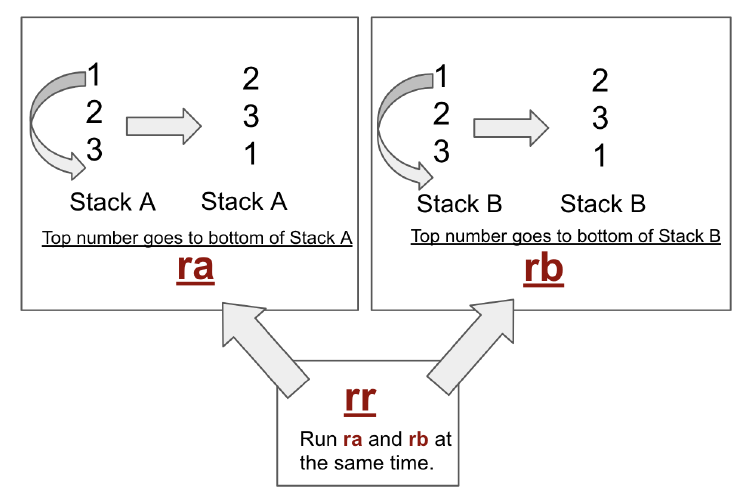 1
2
3
Stack A
2
3
1
Stack A
Top number goes to bottom of Stack A
ra
1
2
3
Stack B
2
3
1
Stack B
Top number goes to bottom of Stack B
rb
rr
Run ra and rb at
the same time.